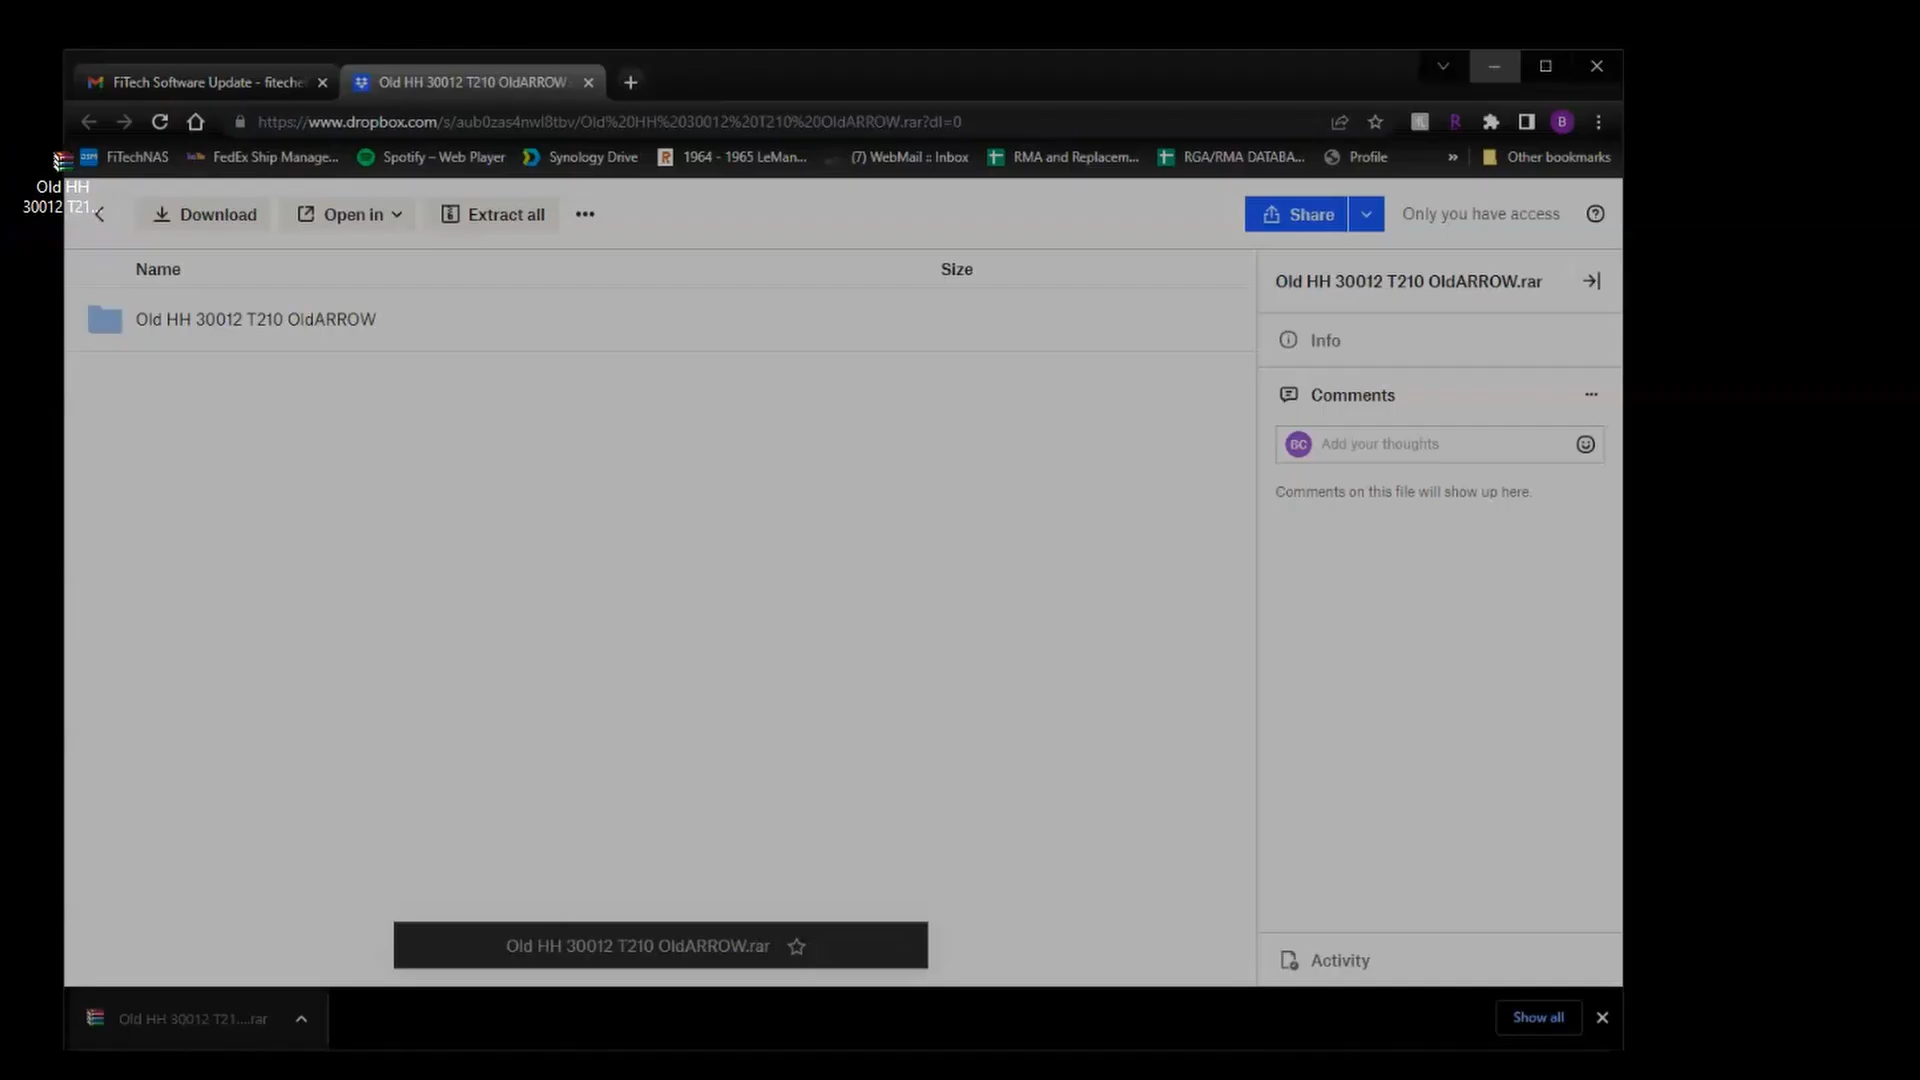 FiTech Software Update - fiteche
Old HH 30012 T210 OldARROW
https://www.dropbox.com/s/aub0zas4nwl8tbv/Old%20HH%2030012%20T210%20OldARROW.rar?dl=0
B
FiTechNAS
FedEx Ship Manage...
Spotify – Web Player
Synology Drive
1964 - 1965 LeMan...
(7) WebMail :: Inbox
RMA and Replacem...
RGA/RMA DATABA...
Profile
»
Other bookmarks
Old HH
30012 T21...
Download
Open in
Extract all
Share
Only you have access
Name
Size
Old HH 30012 T210 OldARROW
Old HH 30012 T210 OldARROW.rar
Info
Comments
BC
Add your thoughts
Comments on this file will show up here.
Old HH 30012 T210 OldARROW.rar
Activity
Old HH 30012 T21....rar
Show all